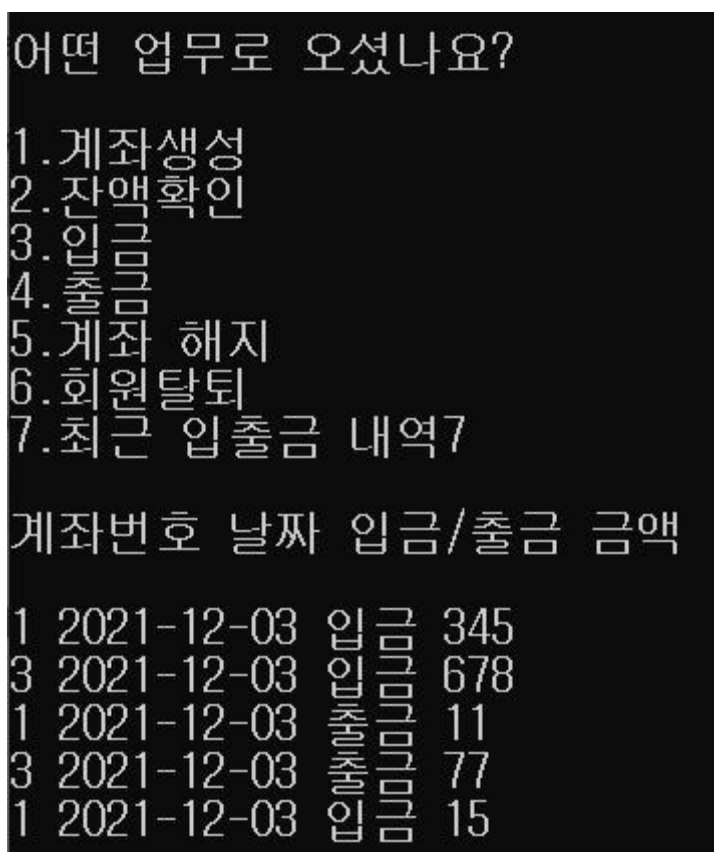 어떤 업무로 오셨나요?
1.계좌생성
2.잔액확인
3.입금
4.출금
5.계좌 해지
6.회원탈퇴
7.최근 입출금 내역7
계좌번호 날짜 입금/출금 금액
1 2021-12-03 입금 345
3 2021-12-03 입금 678
1 2021-12-03 출금 11
3 2021-12-03 출금 77
1 2021-12-03 입금 15